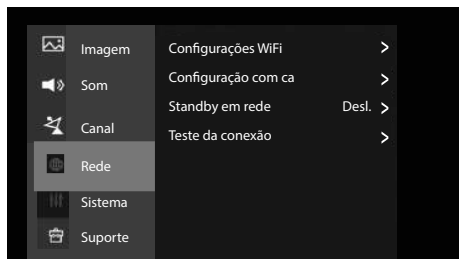 Imagem
Som
Canal
Rede
Sistema
Suporte
Configurações WiFi >
Configuração com ca >
Standby em rede Desl. >
Teste da conexão >